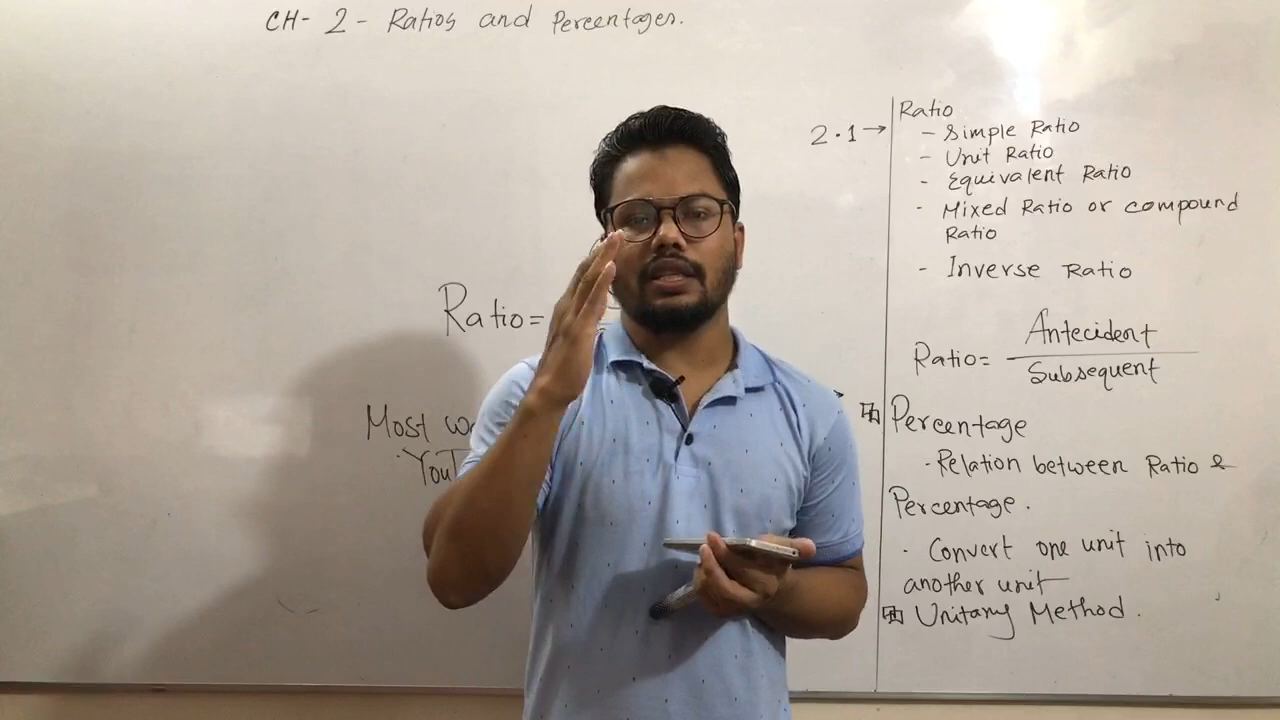 CH- 2 - Ratios and Percentages.
Ratio=
Most
2.1→
Ratio
- Simple Ratio
- Unit Ratio
- Equivalent Ratio
- Mixed Ratio or compound
Ratio
- Inverse Ratio
Ratio= Antecident
Subsequent
Percentage
· Relation between Ratio &
Percentage.
· Convert one unit into
another unit
Unitary Method.